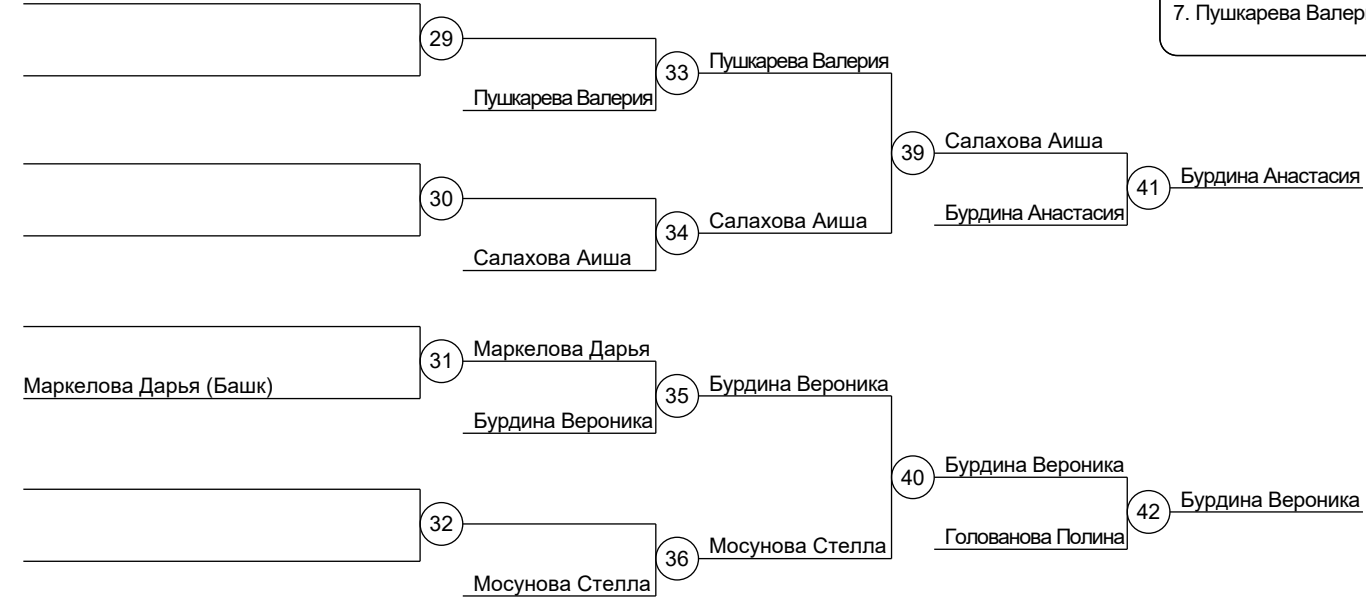 7. Пушкарева
29
Пушкарева Валерия
33
Пушкарева Валерия
30
Салахова Аиша
34
Салахова Аиша
39
Салахова Аиша
Бурдина Анастасия
41
Бурдина Анастасия
Маркелова Дарья (Башк)
31
Маркелова Дарья
Бурдина Вероника
35
Бурдина Вероника
32
Мосунова Стелла
36
Мосунова Стелла
40
Бурдина Вероника
Голованова Полина
42
Бурдина Вероника